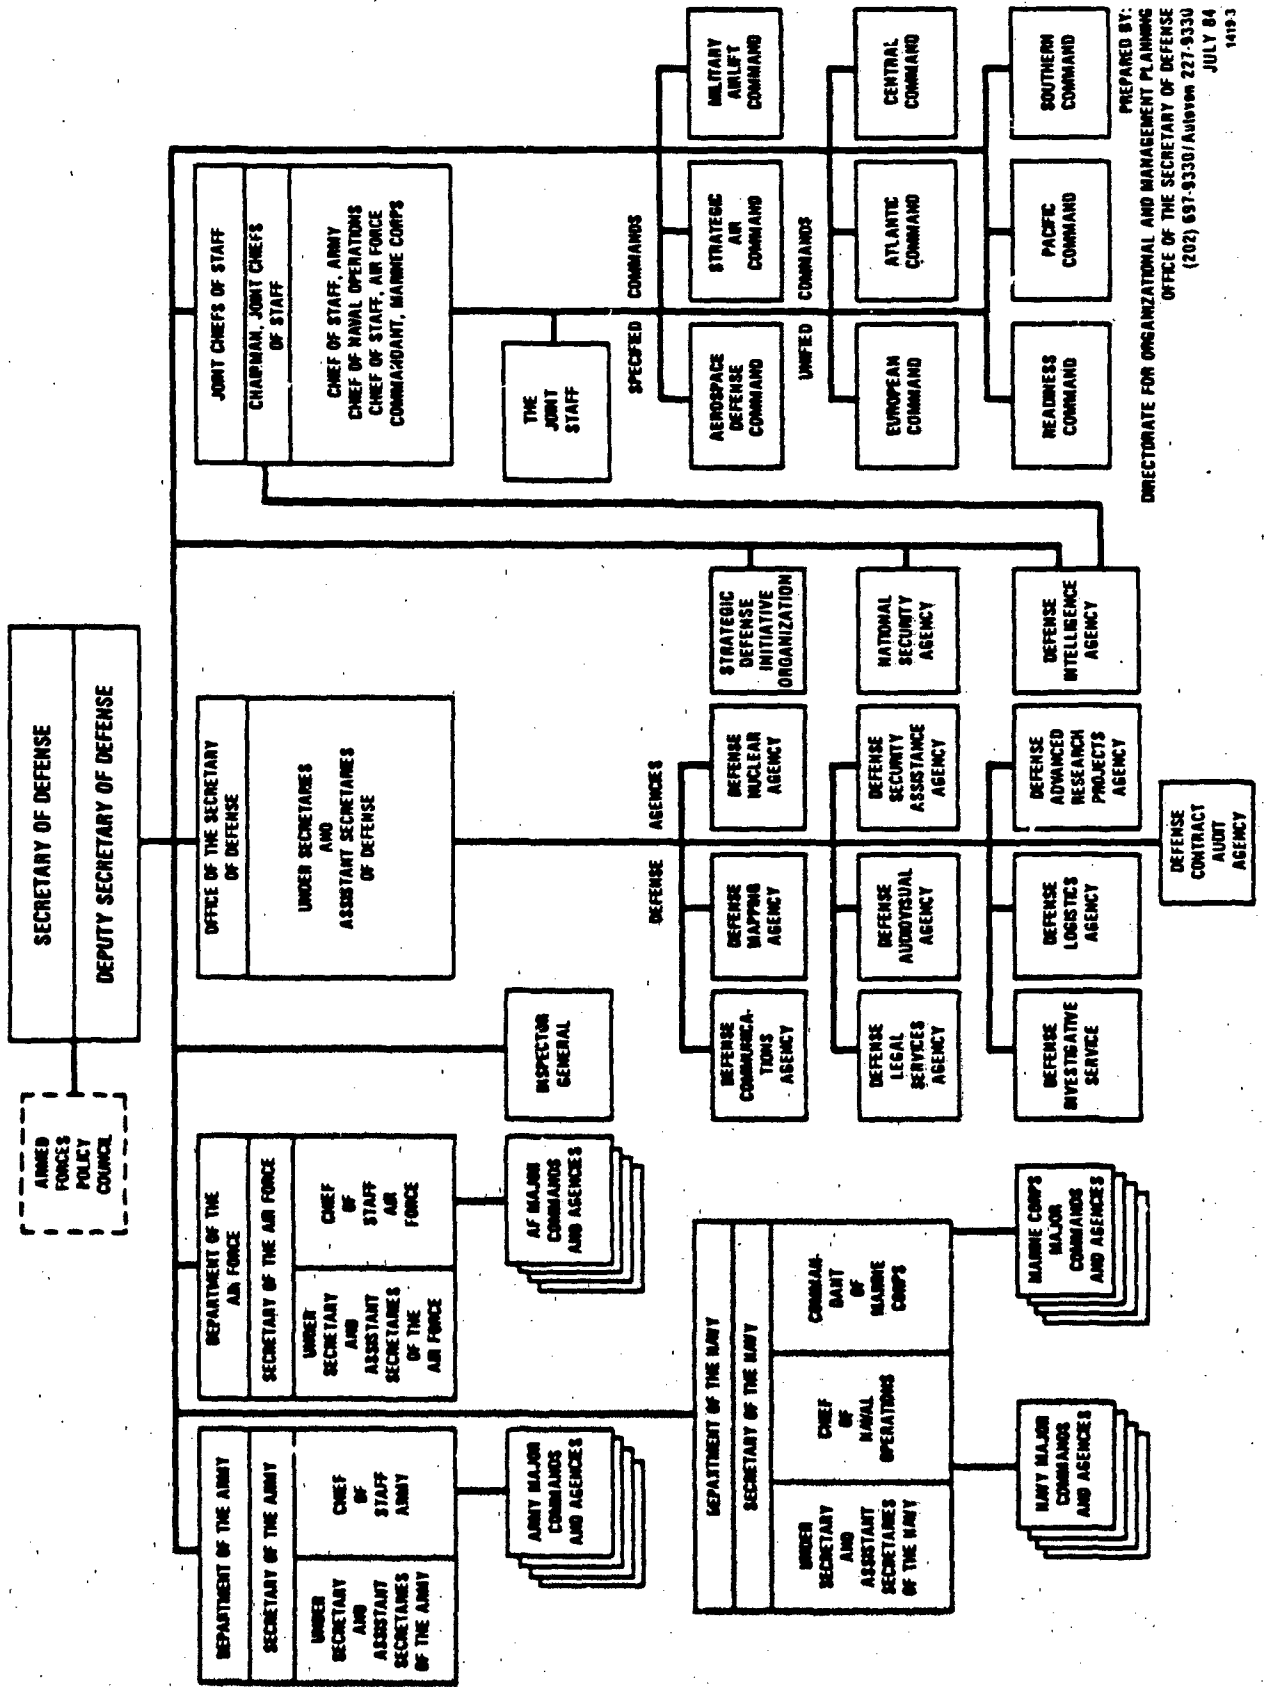 SECRETARY OF DEFENSE
DEPUTY SECRETARY OF DEFENSE
ARMED
FORCES
POLICY
COUNCIL
DEPARTMENT OF THE ARMY
SECRETARY OF THE ARMY
UNDER
SECRETARY
AND
ASSISTANT
SECRETARIES
OF THE ARMY
CHIEF
OF
STAFF
ARMY
ARMY MAJOR
COMMANDS
AND AGENCIES
DEPARTMENT OF THE
AIR FORCE
SECRETARY OF THE AIR FORCE
UNDER
SECRETARY
AND
ASSISTANT
SECRETARIES
OF THE
AIR FORCE
CHIEF
OF
STAFF
AIR
FORCE
AF MAJOR
COMMANDS
AND AGENCIES
DEPARTMENT OF THE NAVY
SECRETARY OF THE NAVY
UNDER
SECRETARY
AND
ASSISTANT
SECRETARIES
OF THE NAVY
CHIEF
OF
NAVAL
OPERATIONS
COMMAN-
DANT
OF
MARINE
CORPS
NAVY MAJOR
COMMANDS
AND AGENCIES
MARINE CORPS
MAJOR
COMMANDS
AND AGENCIES
INSPECTOR
GENERAL
OFFICE OF THE SECRETARY
OF DEFENSE
UNDER SECRETARIES
AND
ASSISTANT SECRETARIES
OF DEFENSE
DEFENSE AGENCIES
DEFENSE
COMMUNICA-
TIONS
AGENCY
DEFENSE
MAPPING
AGENCY
DEFENSE
NUCLEAR
AGENCY
STRATEGIC
DEFENSE
INITIATIVE
ORGANIZATION
DEFENSE
LEGAL
SERVICES
AGENCY
DEFENSE
AUDIOVISUAL
AGENCY
DEFENSE
SECURITY
ASSISTANCE
AGENCY
NATIONAL
SECURITY
AGENCY
DEFENSE
INVESTIGATIVE
SERVICE
DEFENSE
LOGISTICS
AGENCY
DEFENSE
ADVANCED
RESEARCH
PROJECTS
AGENCY
DEFENSE
INTELLIGENCE
AGENCY
DEFENSE
CONTRACT
AUDIT
AGENCY
JOINT CHIEFS OF STAFF
CHAIRMAN, JOINT CHIEFS
OF STAFF
CHIEF OF STAFF, ARMY
CHIEF OF NAVAL OPERATIONS
CHIEF OF STAFF, AIR FORCE
COMMANDANT, MARINE CORPS
THE
JOINT
STAFF
SPECIFIED COMMANDS
AEROSPACE
DEFENSE
COMMAND
STRATEGIC
AIR
COMMAND
MILITARY
AIRLIFT
COMMAND
UNIFIED COMMANDS
EUROPEAN
COMMAND
ATLANTIC
COMMAND
CENTRAL
COMMAND
READINESS
COMMAND
PACIFIC
COMMAND
SOUTHERN
COMMAND
PREPARED BY:
DIRECTORATE FOR ORGANIZATIONAL AND MANAGEMENT PLANNING
OFFICE OF THE SECRETARY OF DEFENSE
(202) 697-9330/Autovon 227-9330
JULY 84
1419-3